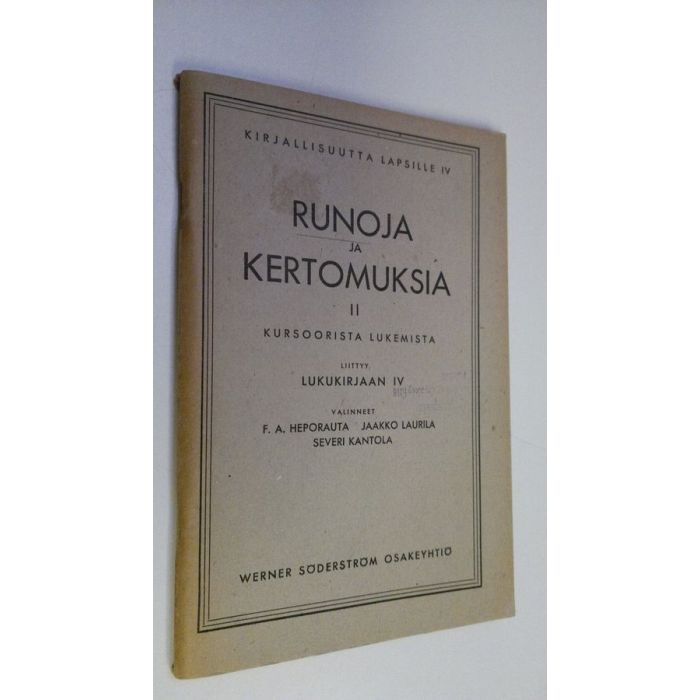 KIRJALLISUUTTA LAPSILLE IV
RUNOJA
JA
KERTOMUKSIA
II
KURSOORISTA LUKEMISTA
LIITTYY
LUKUKIRJAAN IV
VALINNEET
F. A. HEPORAUTA JAAKKO LAURILA
SEVERI KANTOLA
WERNER SÖDERSTRÖM OSAKEYHTIÖ